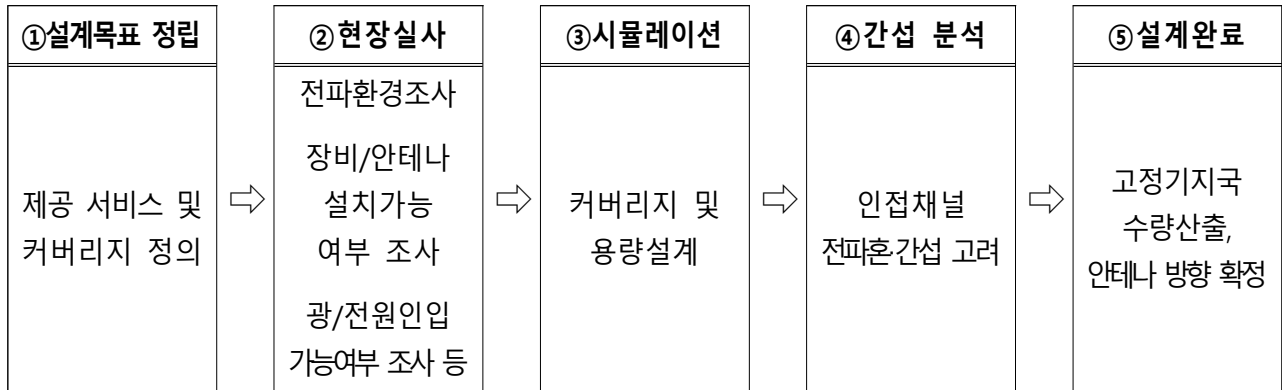 ①설계목표 정립
제공 서비스 및
커버리지 정의
⇨
②현장실사
전파환경조사
장비/안테나
설치가능
여부 조사
광/전원인입
가능여부 조사 등
⇨
③시뮬레이션
커버리지 및
용량설계
⇨
④간섭 분석
인접채널
전파혼·간섭 고려
⇨
⑤설계완료
고정기지국
수량산출,
안테나 방향 확정